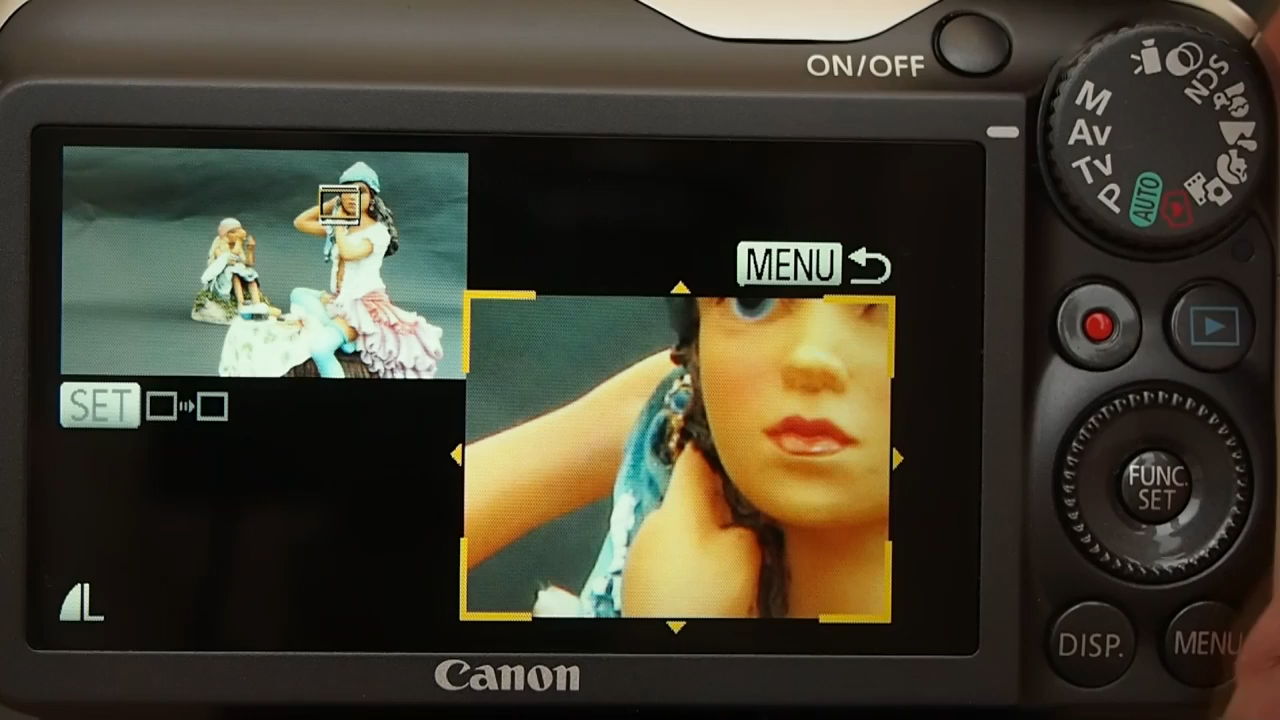 ON/OFF
SCN
M
Av
Tv
P
AUTO
MENU
SET
FUNC.
SET
L
DISP.
MENU
Canon